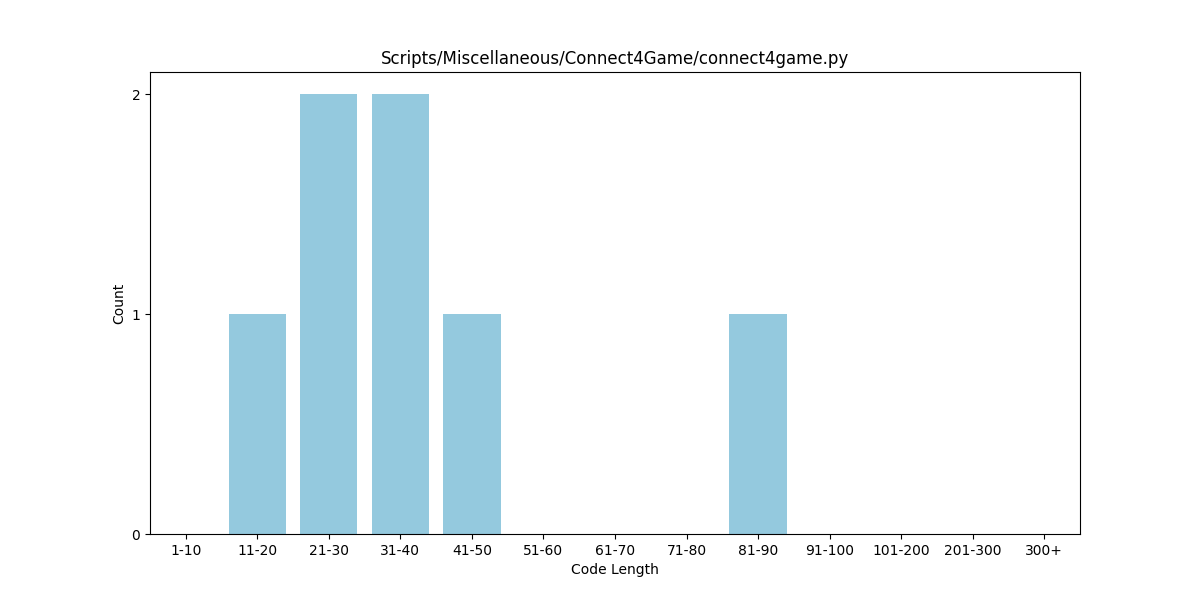 Scripts/Miscellaneous/Connect4Game/connect4game.py
2
1
0
Count
1-10 11-20 21-30 31-40 41-50 51-60 61-70 71-80 81-90 91-100 101-200 201-300 300+
Code Length